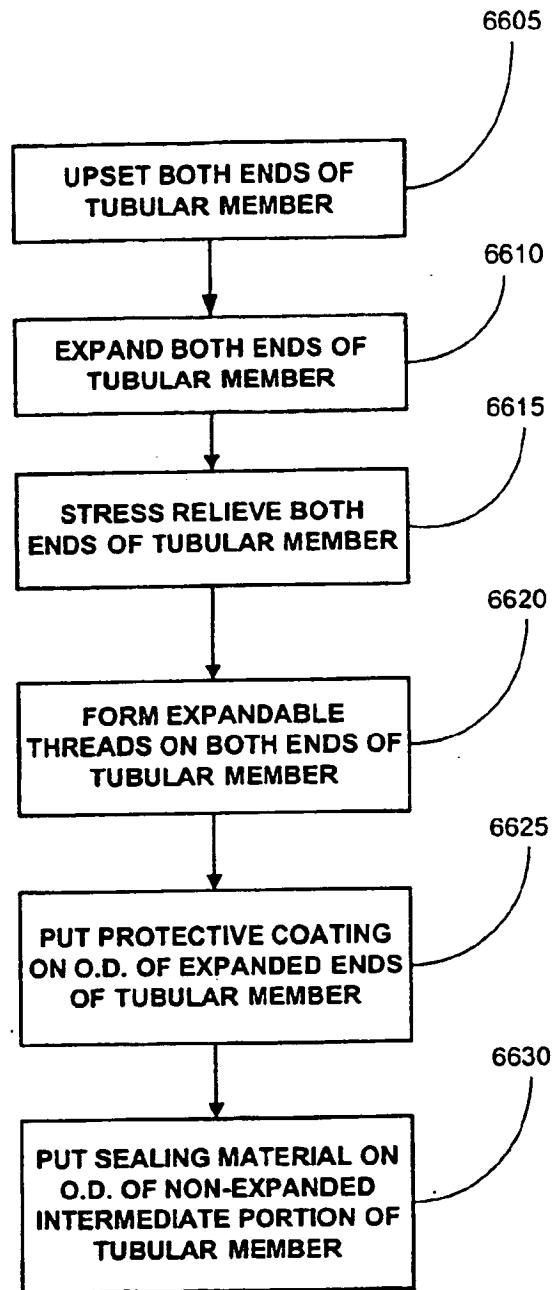 6605
UPSET BOTH ENDS OF
TUBULAR MEMBER
6610
EXPAND BOTH ENDS OF
TUBULAR MEMBER
6615
STRESS RELIEVE BOTH
ENDS OF TUBULAR MEMBER
6620
FORM EXPANDABLE
THREADS ON BOTH ENDS OF
TUBULAR MEMBER
6625
PUT PROTECTIVE COATING
ON O.D. OF EXPANDED ENDS
OF TUBULAR MEMBER
6630
PUT SEALING MATERIAL ON
O.D. OF NON-EXPANDED
INTERMEDIATE PORTION OF
TUBULAR MEMBER